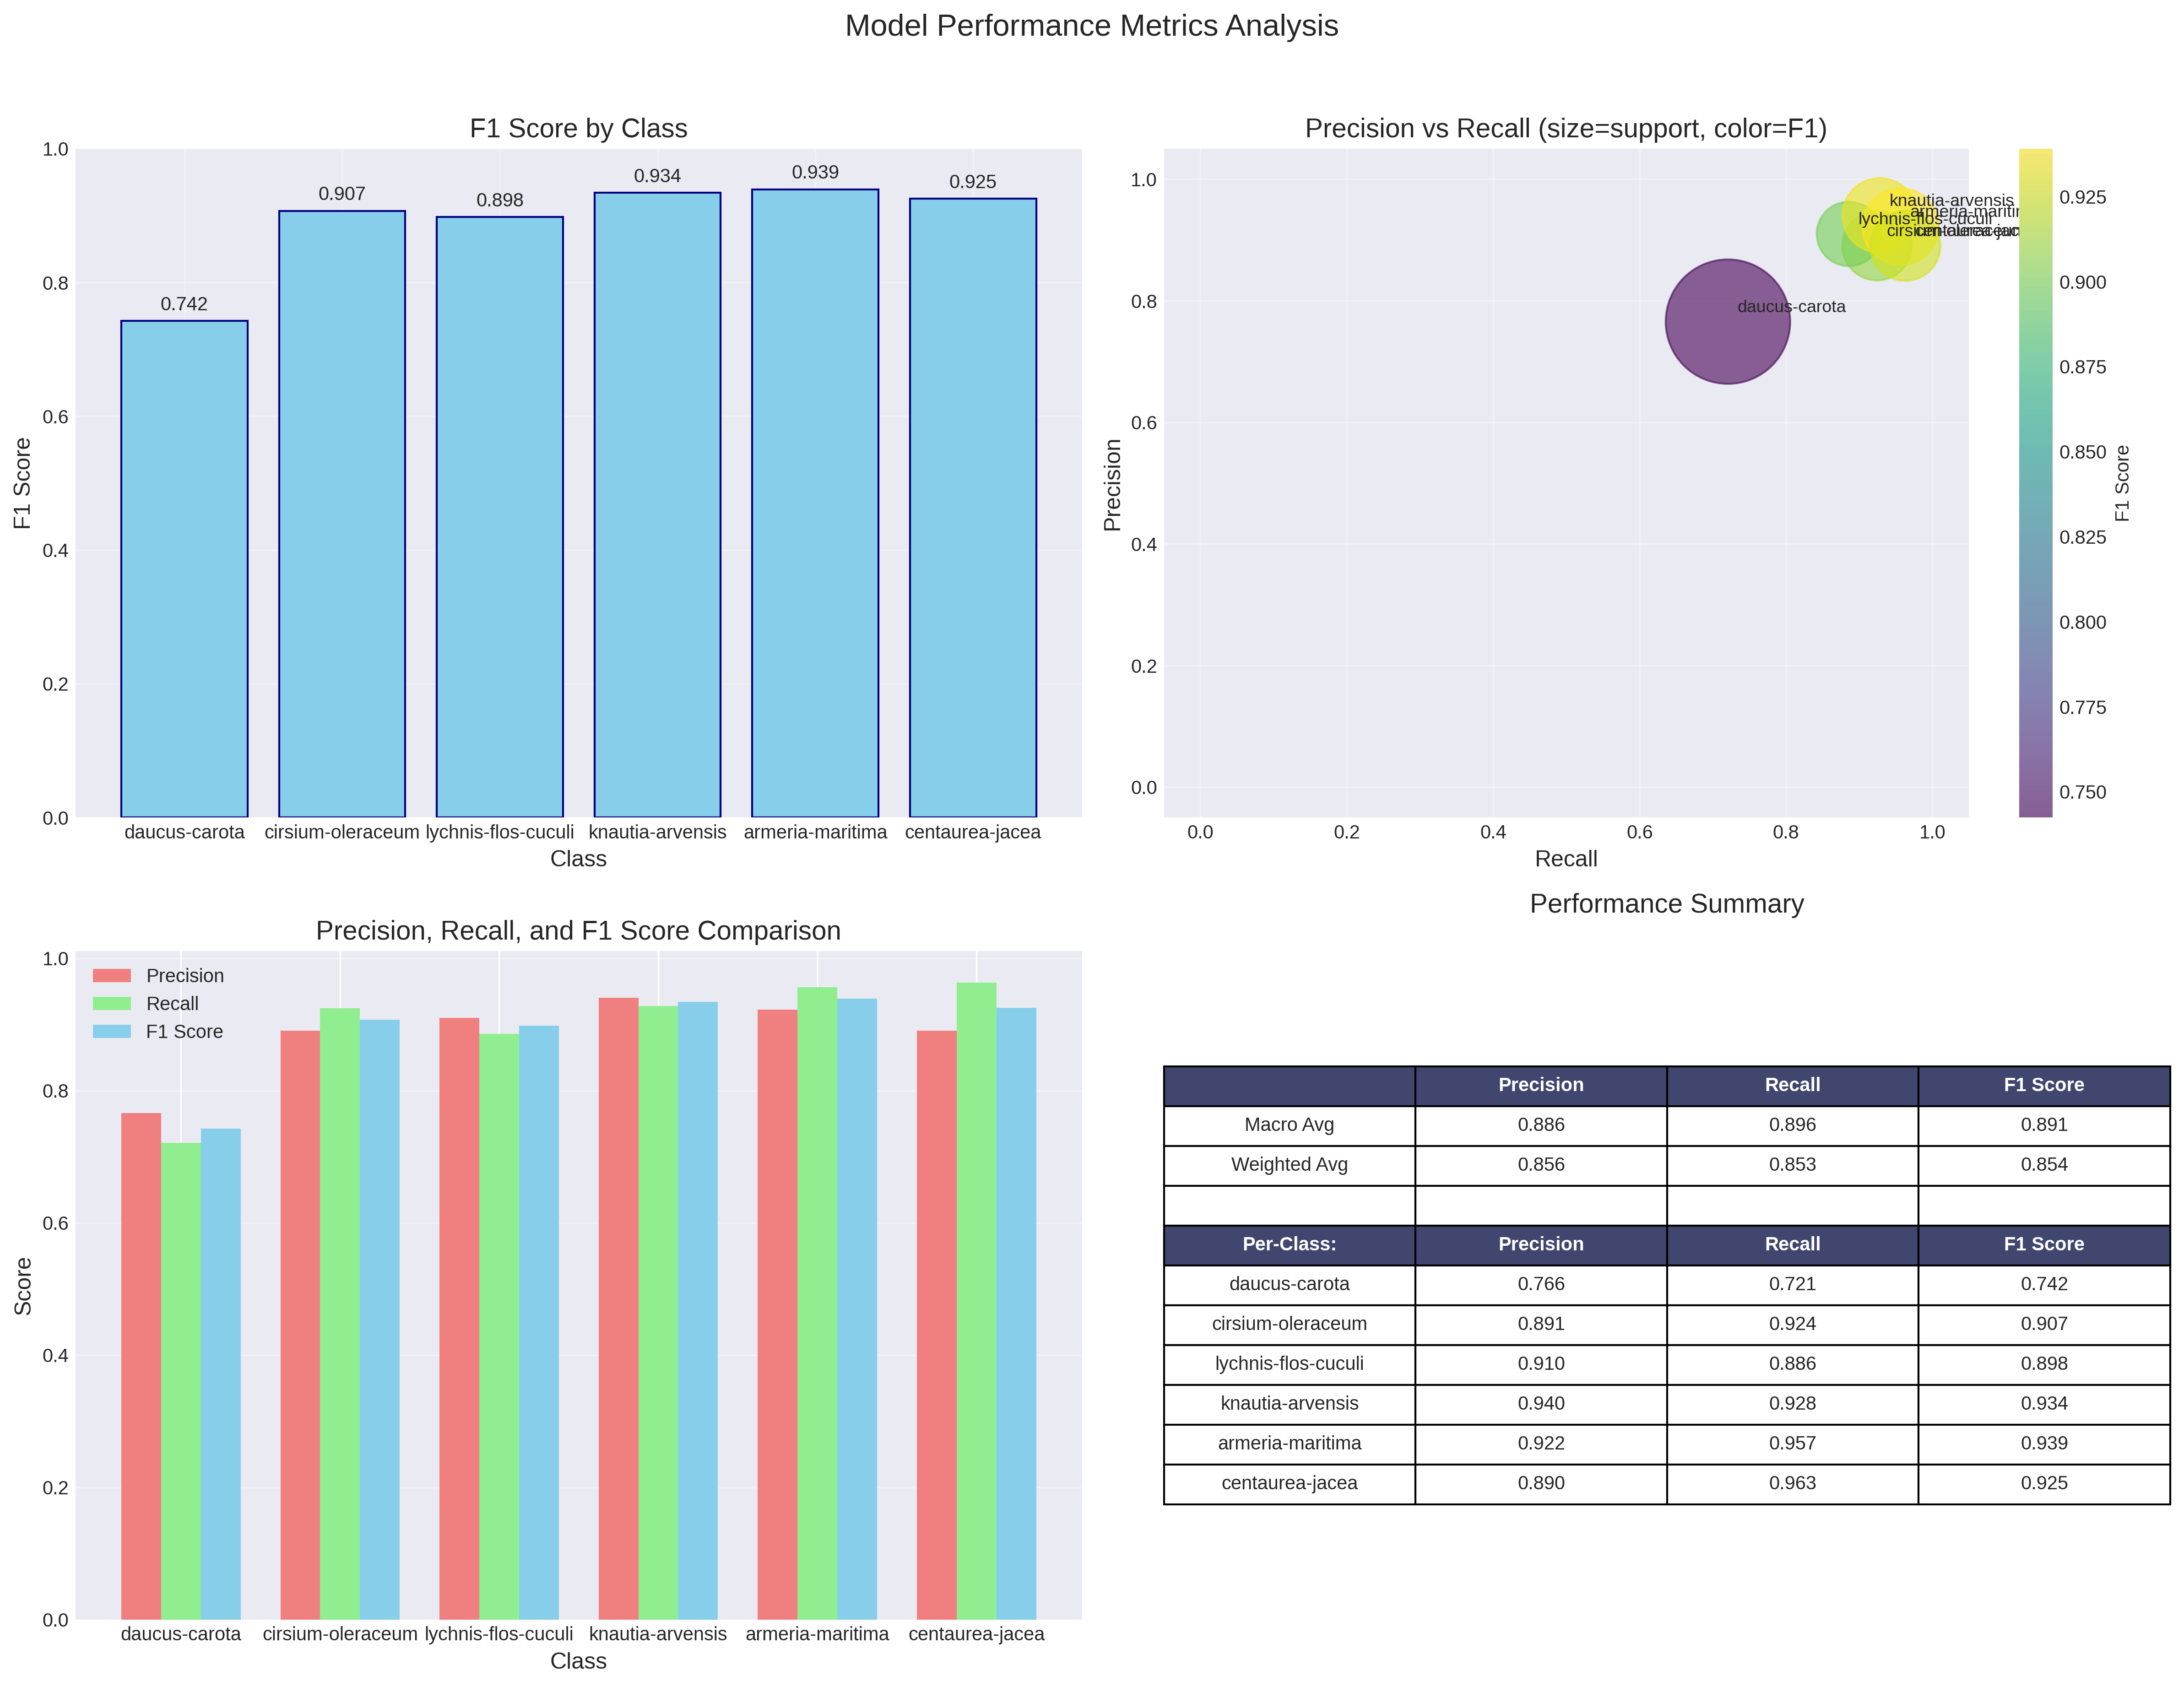 Model Performance Metrics Analysis
F1 Score by Class
1.0
0.8
0.6
0.4
0.2
0.0
F1 Score
0.742
0.907
0.898
0.934
0.939
0.925
daucus-carota cirsium-oleraceum lychnis-flos-cuculi knautia-arvensis armeria-maritima centaurea-jacea
Class
Precision vs Recall (size=support, color=F1)
1.0
0.8
0.6
0.4
0.2
0.0
Precision
knautia-arvensis
lychnis-flos-cuculi
daucus-carota
0.0 0.2 0.4 0.6 0.8 1.0
Recall
0.925
0.900
0.875
0.850
0.825
0.800
0.775
0.750
F1 Score
Precision, Recall, and F1 Score Comparison
Precision
Recall
F1 Score
1.0
0.8
0.6
0.4
0.2
0.0
Score
daucus-carota cirsium-oleraceum lychnis-flos-cuculi knautia-arvensis armeria-maritima centaurea-jacea
Class
Performance Summary
Precision Recall F1 Score
Macro Avg 0.886 0.896 0.891
Weighted Avg 0.856 0.853 0.854
Per-Class: Precision Recall F1 Score
daucus-carota 0.766 0.721 0.742
cirsium-oleraceum 0.891 0.924 0.907
lychnis-flos-cuculi 0.910 0.886 0.898
knautia-arvensis 0.940 0.928 0.934
armeria-maritima 0.922 0.957 0.939
centaurea-jacea 0.890 0.963 0.925